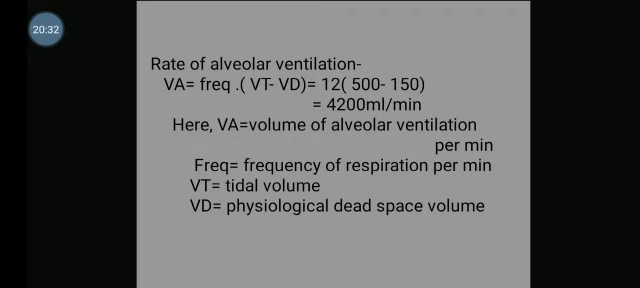 20:32
Rate of alveolar ventilation-
VA= freq .( VT- VD)= 12( 500- 150)
= 4200ml/min
Here, VA=volume of alveolar ventilation
per min
Freq= frequency of respiration per min
VT= tidal volume
VD= physiological dead space volume